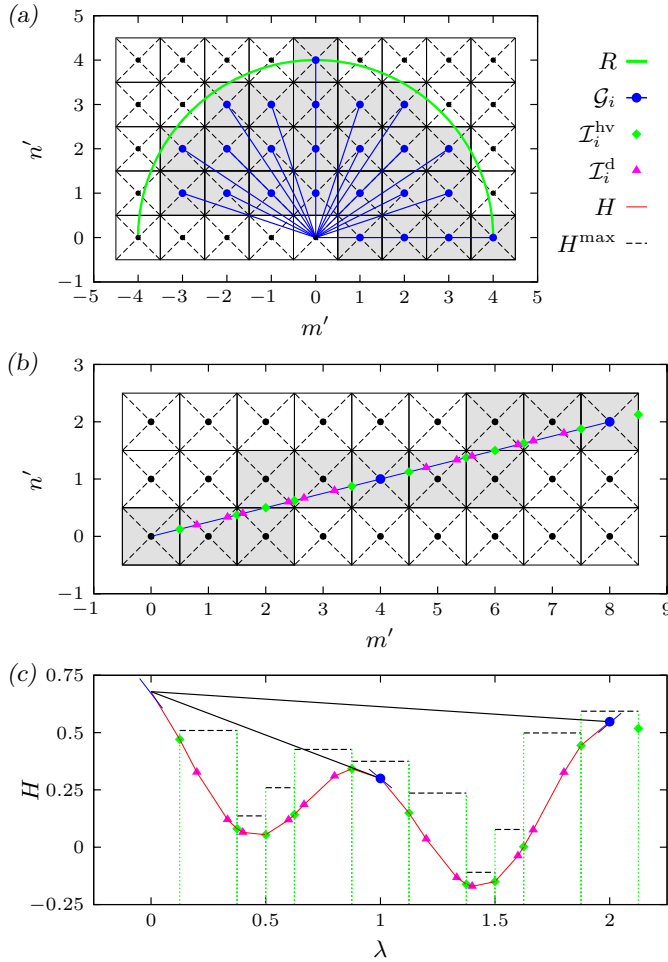 (a)
5
4
3
2
1
0
−1
n′
−5 −4 −3 −2 −1 0 1 2 3 4 5
m′
R
𝒢ᵢ
ℐᵢʰᵛ
ℐᵢᵈ
H
Hᵐᵃˣ
(b)
3
2
1
0
−1
n′
−1 0 1 2 3 4 5 6 7 8 9
m′
(c)
0.75
0.5
0.25
0
−0.25
H
0 0.5 1 1.5 2
λ